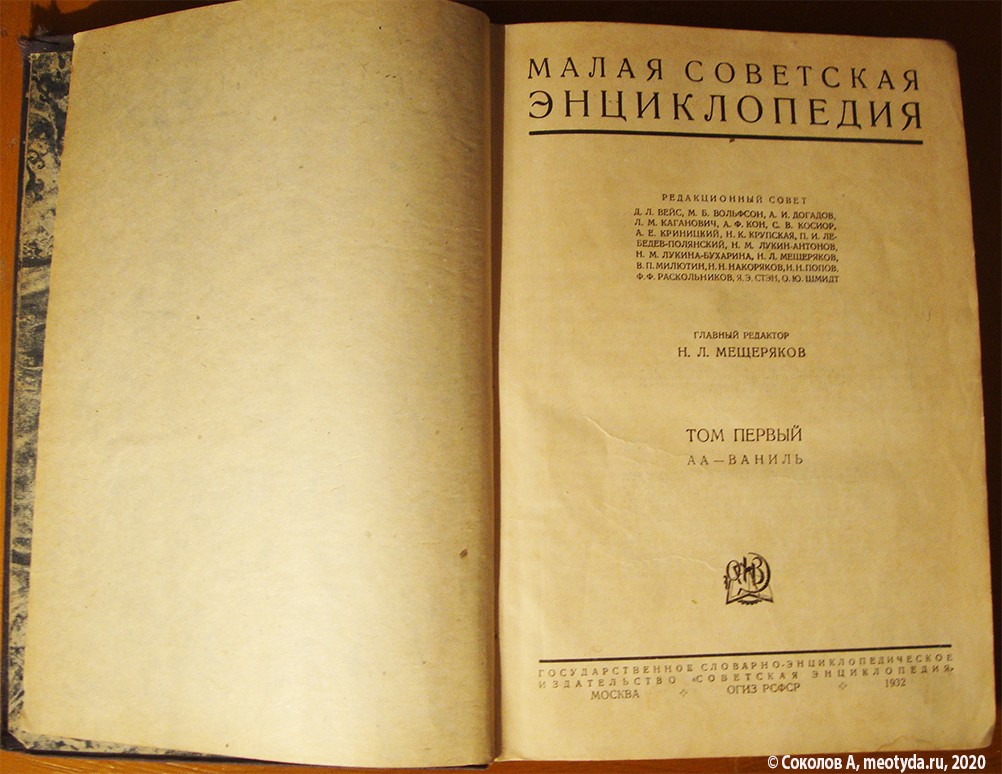 МАЛАЯ СОВЕТСКАЯ
ЭНЦИКЛОПЕДИЯ
РЕДАКЦИОННЫЙ СОВЕТ
Д. Л. ВЕЙС, М. Б. ВОЛЬФСОН, А. И. ДОГАДОВ,
Л. М. КАГАНОВИЧ, А. Ф. КОН, С. В. КОСИОР,
А. Е. КРИНИЦКИЙ, Н. К. КРУПСКАЯ, П. И. ЛЕ-
БЕДЕВ-ПОЛЯНСКИЙ, Н. М. ЛУКИН-АНТОНОВ,
Н. М. ЛУКИНА-БУХАРИНА, Н. Л. МЕЩЕРЯКОВ,
В. П. МИЛЮТИН, Н. Н. НАКОРЯКОВ, Н. Н. ПОПОВ,
Ф. Ф. РАСКОЛЬНИКОВ, Я. Э. СТЭН, О. Ю. ШМИДТ
ГЛАВНЫЙ РЕДАКТОР
Н. Л. МЕЩЕРЯКОВ
ТОМ ПЕРВЫЙ
АА — ВАНИЛЬ
ГОСУДАРСТВЕННОЕ СЛОВАРНО-ЭНЦИКЛОПЕДИЧЕСКОЕ
ИЗДАТЕЛЬСТВО «СОВЕТСКАЯ ЭНЦИКЛОПЕДИЯ»
МОСКВА ОГИЗ РСФСР 1932
© Соколов А, meotyda.ru, 2020